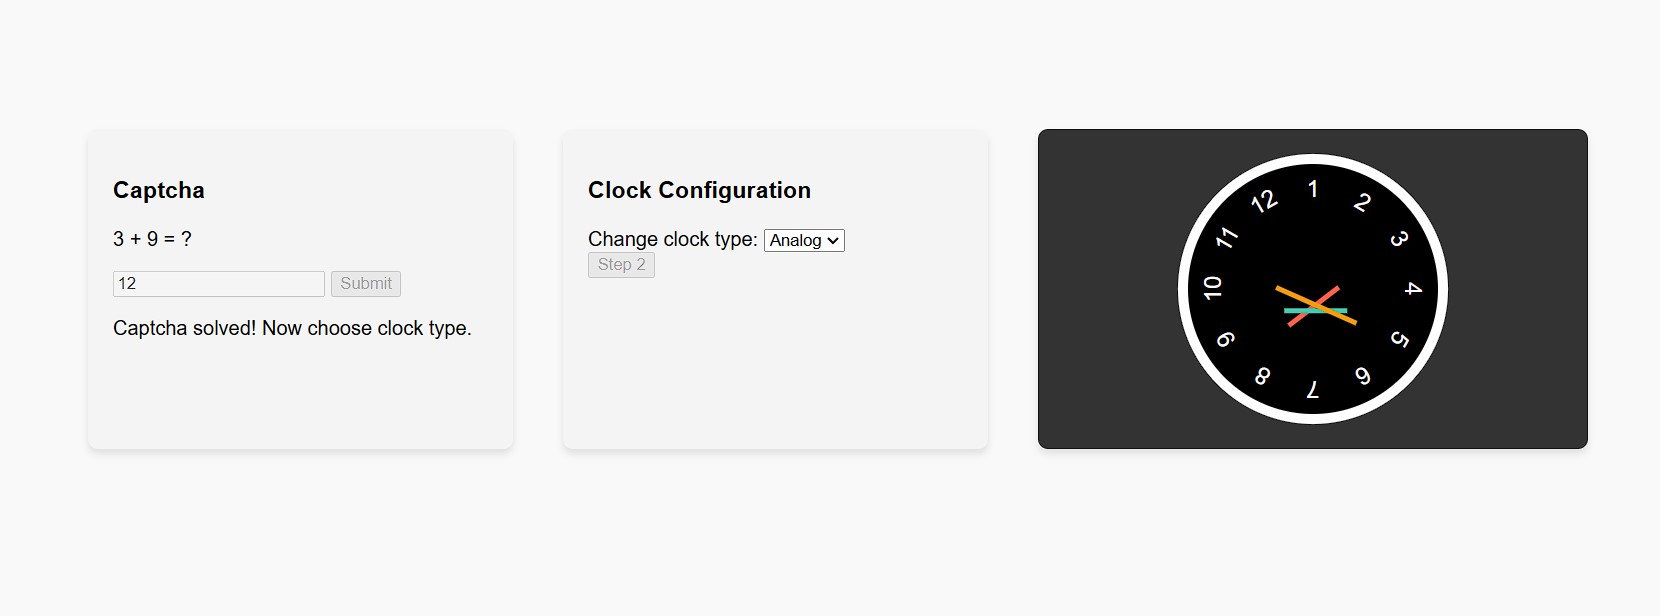 Captcha
3 + 9 = ?
12 Submit
Captcha solved! Now choose clock type.
Clock Configuration
Change clock type: Analog
Step 2
1
2
3
4
5
6
7
8
9
10
11
12